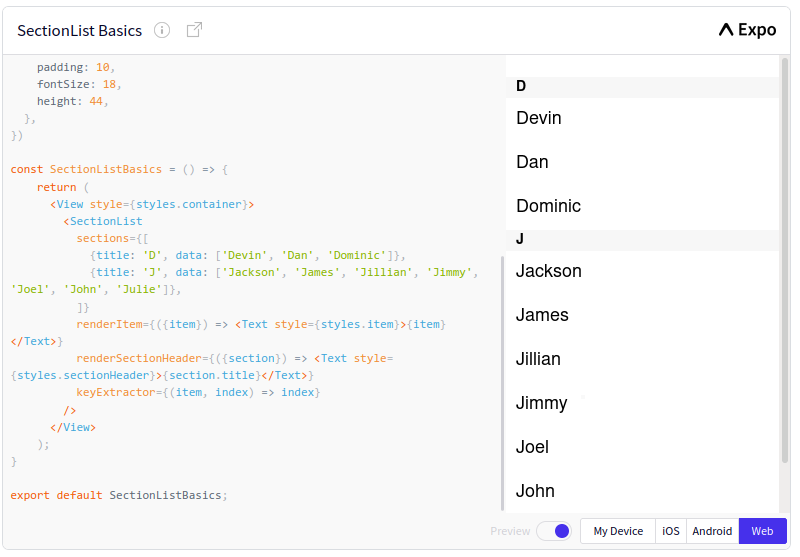 SectionList Basics
Expo
padding: 10,
fontSize: 18,
height: 44,
},
})
const SectionListBasics = () => {
return (
<View style={styles.container}>
<SectionList
sections={[
{title: 'D', data: ['Devin', 'Dan', 'Dominic']},
{title: 'J', data: ['Jackson', 'James', 'Jillian', 'Jimmy',
'Joel', 'John', 'Julie']},
]}
renderItem={({item}) => <Text style={styles.item}>{item}
</Text>}
renderSectionHeader={({section}) => <Text style=
{styles.sectionHeader}>{section.title}</Text>}
keyExtractor={(item, index) => index}
/>
</View>
);
}
export default SectionListBasics;
D
Devin
Dan
Dominic
J
Jackson
James
Jillian
Jimmy
Joel
John
Preview My Device iOS Android Web